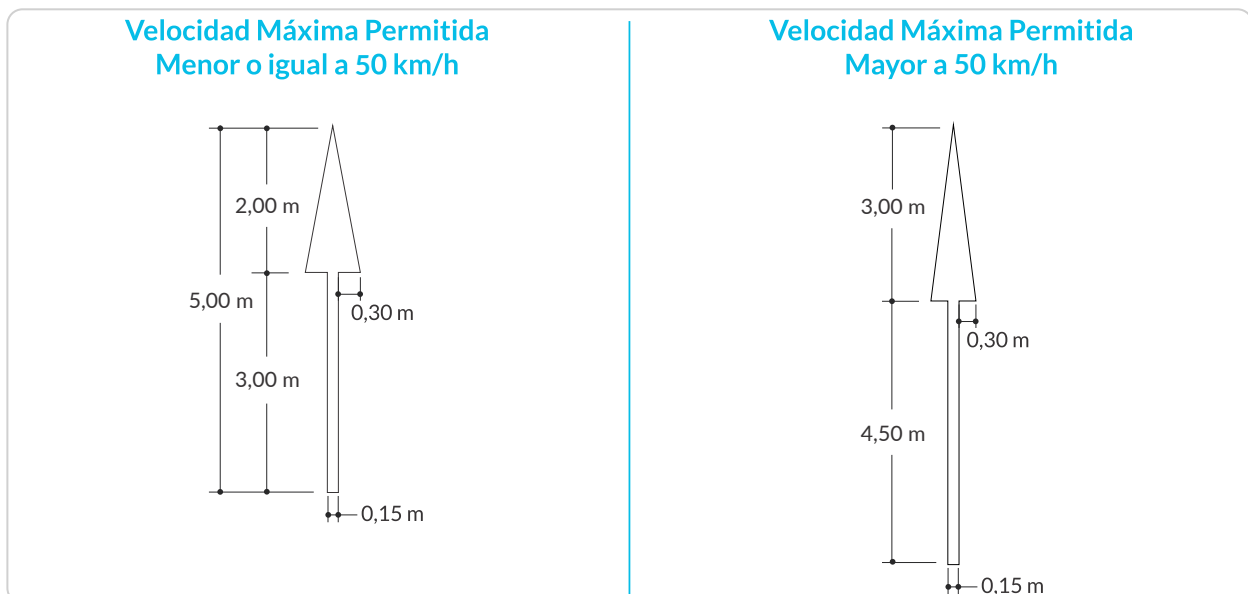 Velocidad Máxima Permitida
Menor o igual a 50 km/h
2,00 m
5,00 m
0,30 m
3,00 m
0,15 m
Velocidad Máxima Permitida
Mayor a 50 km/h
3,00 m
0,30 m
4,50 m
0,15 m